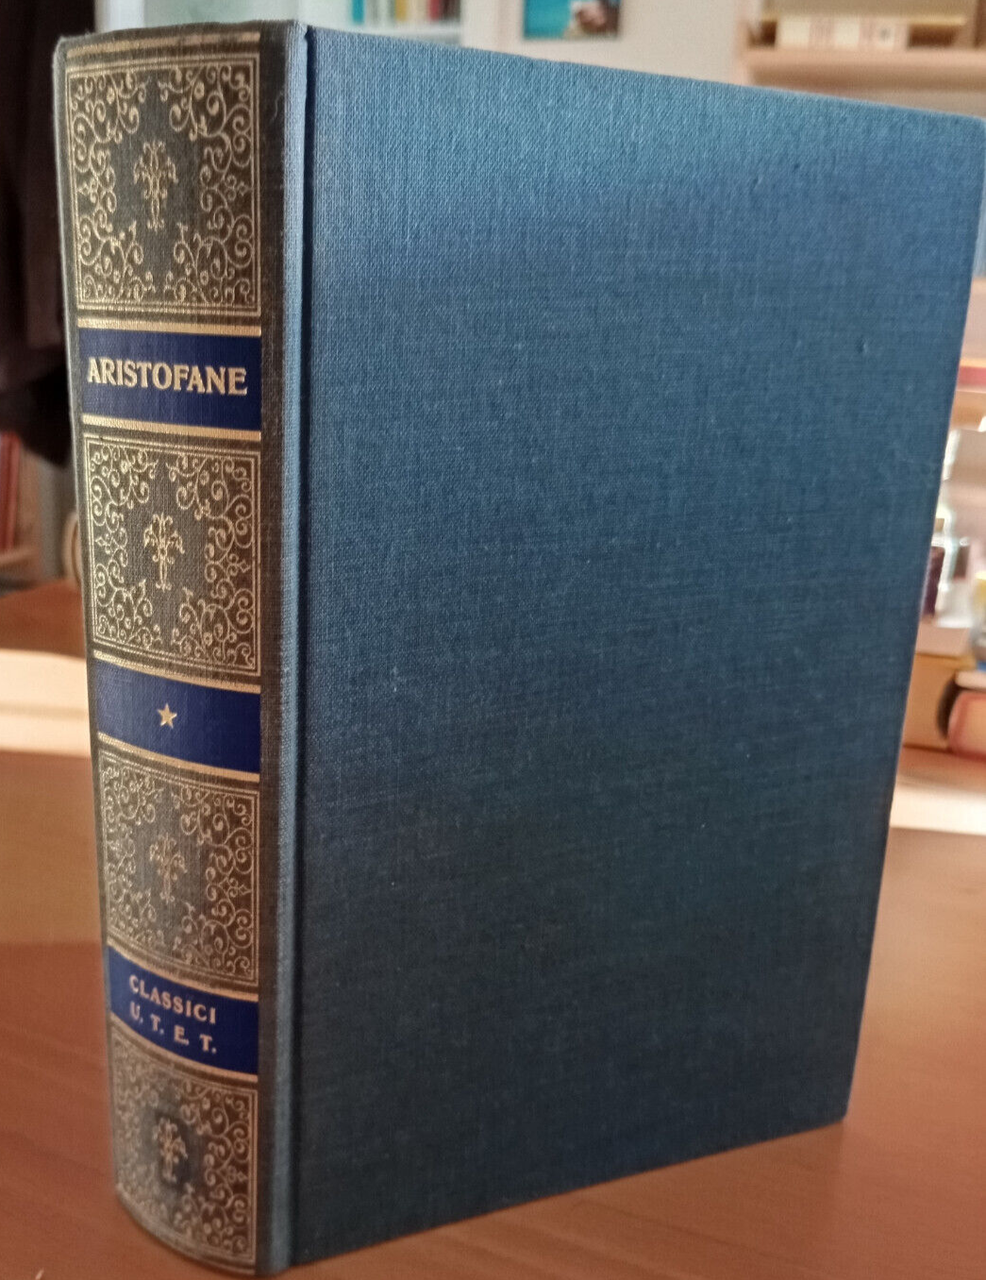 ARISTOFANE
CLASSICI
U. T. E. T.